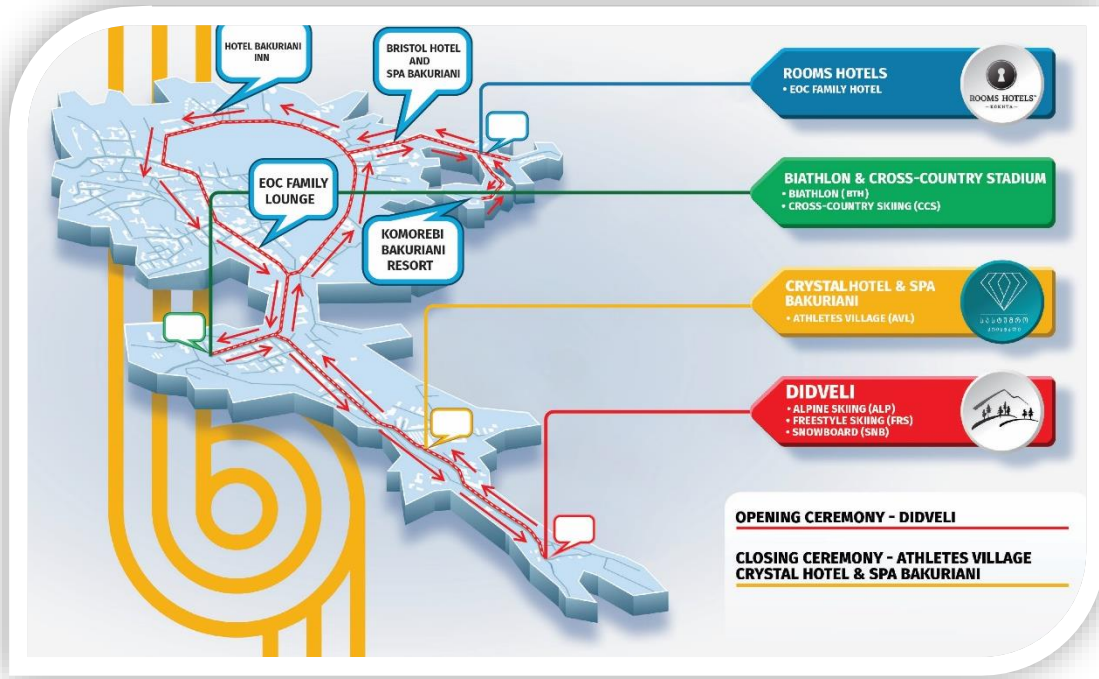 HOTEL BAKURIANI
INN
BRISTOL HOTEL
AND
SPA BAKURIANI
EOC FAMILY
LOUNGE
KOMOREBI
BAKURIANI
RESORT
ROOMS HOTELS
• EOC FAMILY HOTEL
ROOMS HOTELS™
BIATHLON & CROSS-COUNTRY STADIUM
• BIATHLON (BTH)
• CROSS-COUNTRY SKIING (CCS)
CRYSTAL HOTEL & SPA
BAKURIANI
• ATHLETES VILLAGE (AVL)
DIDVELI
• ALPINE SKIING (ALP)
• FREESTYLE SKIING (FRS)
• SNOWBOARD (SNB)
OPENING CEREMONY - DIDVELI
CLOSING CEREMONY - ATHLETES VILLAGE
CRYSTAL HOTEL & SPA BAKURIANI